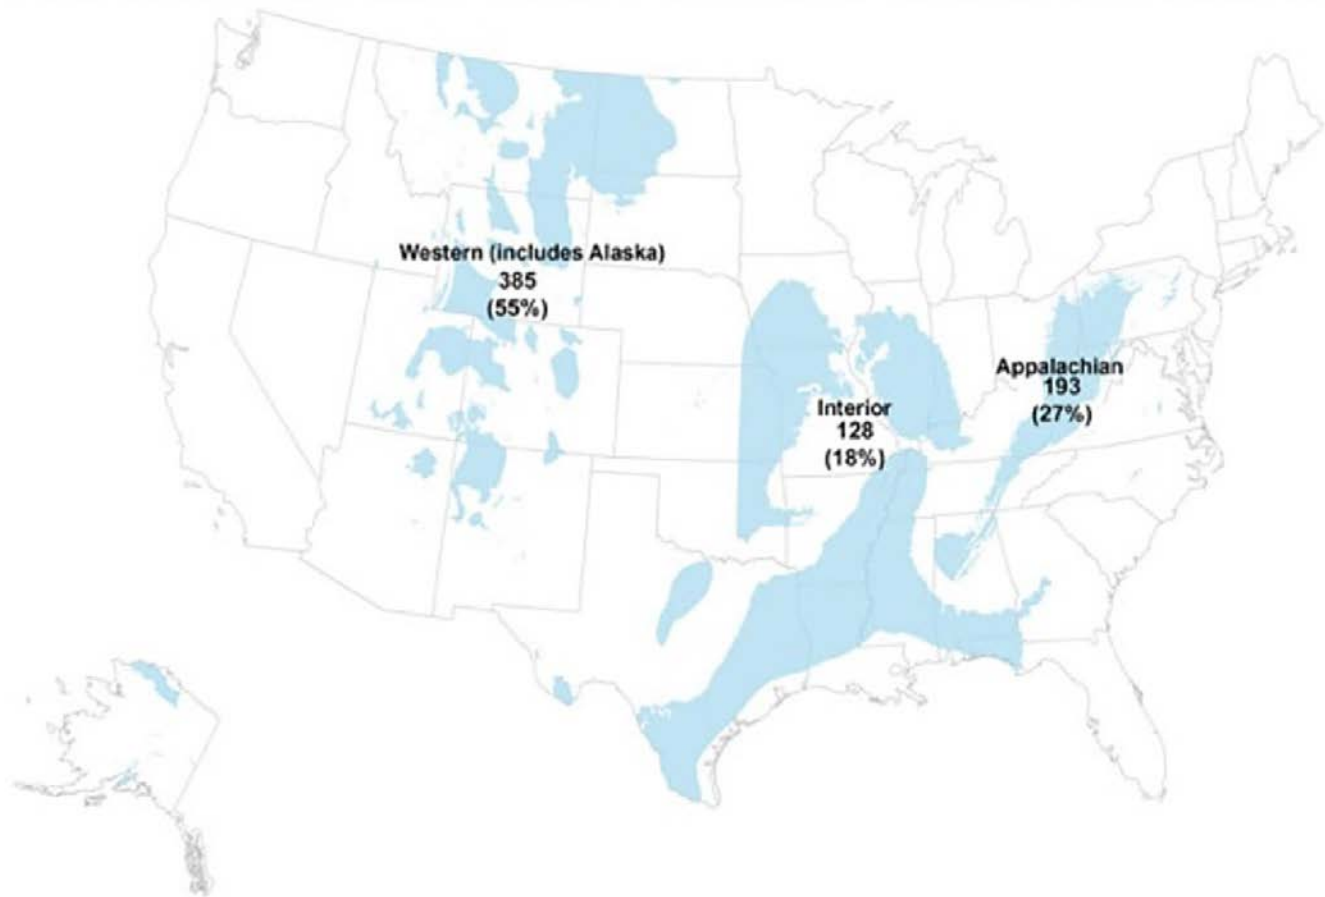 Western (includes Alaska)
385
(55%)
Appalachian
193
(27%)
Interior
128
(18%)